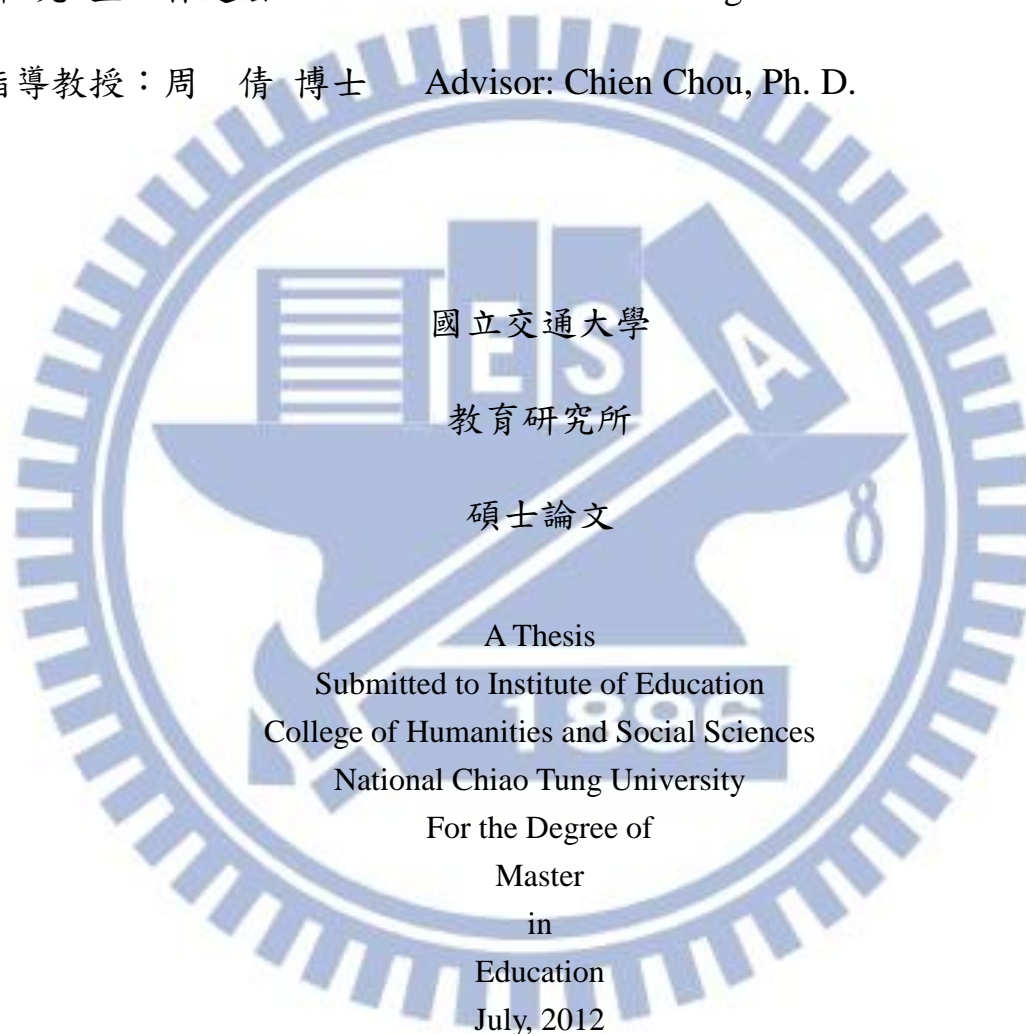 指導教授：周 倩 博士 Advisor: Chien Chou, Ph. D.
E S A
國立交通大學
教育研究所
碩士論文
A Thesis
Submitted to Institute of Education
1896
College of Humanities and Social Sciences
National Chiao Tung University
For the Degree of
Master
in
Education
July, 2012